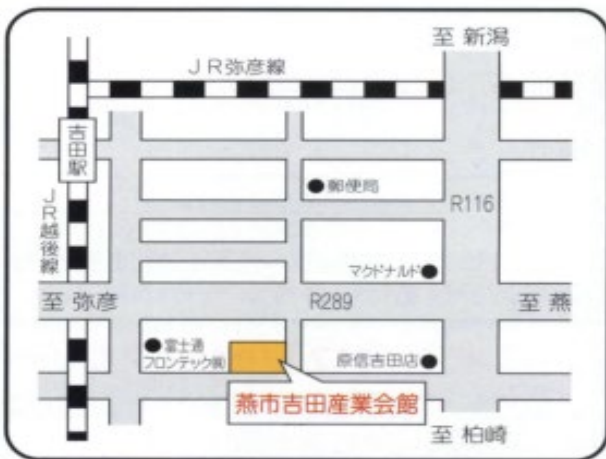 至 新潟
JR弥彦線
吉田駅
郵便局
JR越後線
R116
マクドナルド
至 弥彦
R289
至 燕
富士通
フロンテック㈱
原信吉田店
燕市吉田産業会館
至 柏崎